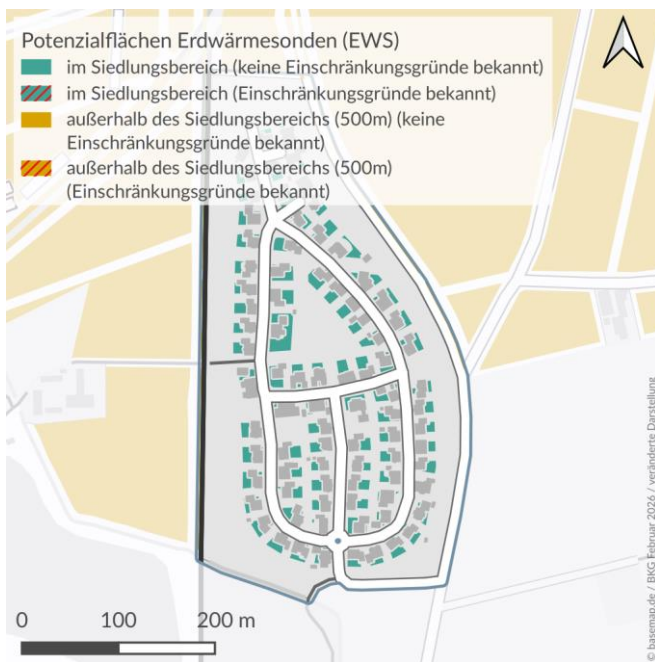 Potenzialflächen Erdwärmesonden (EWS)
im Siedlungsbereich (keine Einschränkungsgründe bekannt)
im Siedlungsbereich (Einschränkungsgründe bekannt)
außerhalb des Siedlungsbereichs (500m) (keine
Einschränkungsgründe bekannt)
außerhalb des Siedlungsbereichs (500m)
(Einschränkungsgründe bekannt)
0 100 200 m
© basemap.de / BKG Februar 2026 / veränderte Darstellung